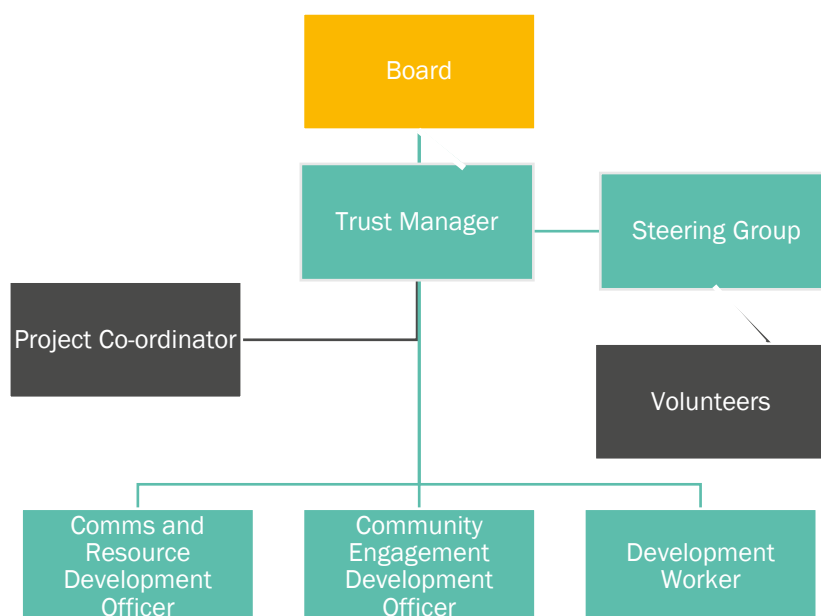 Board
Trust Manager
Steering Group
Project Co-ordinator
Volunteers
Comms and
Resource
Development
Officer
Community
Engagement
Development
Officer
Development
Worker